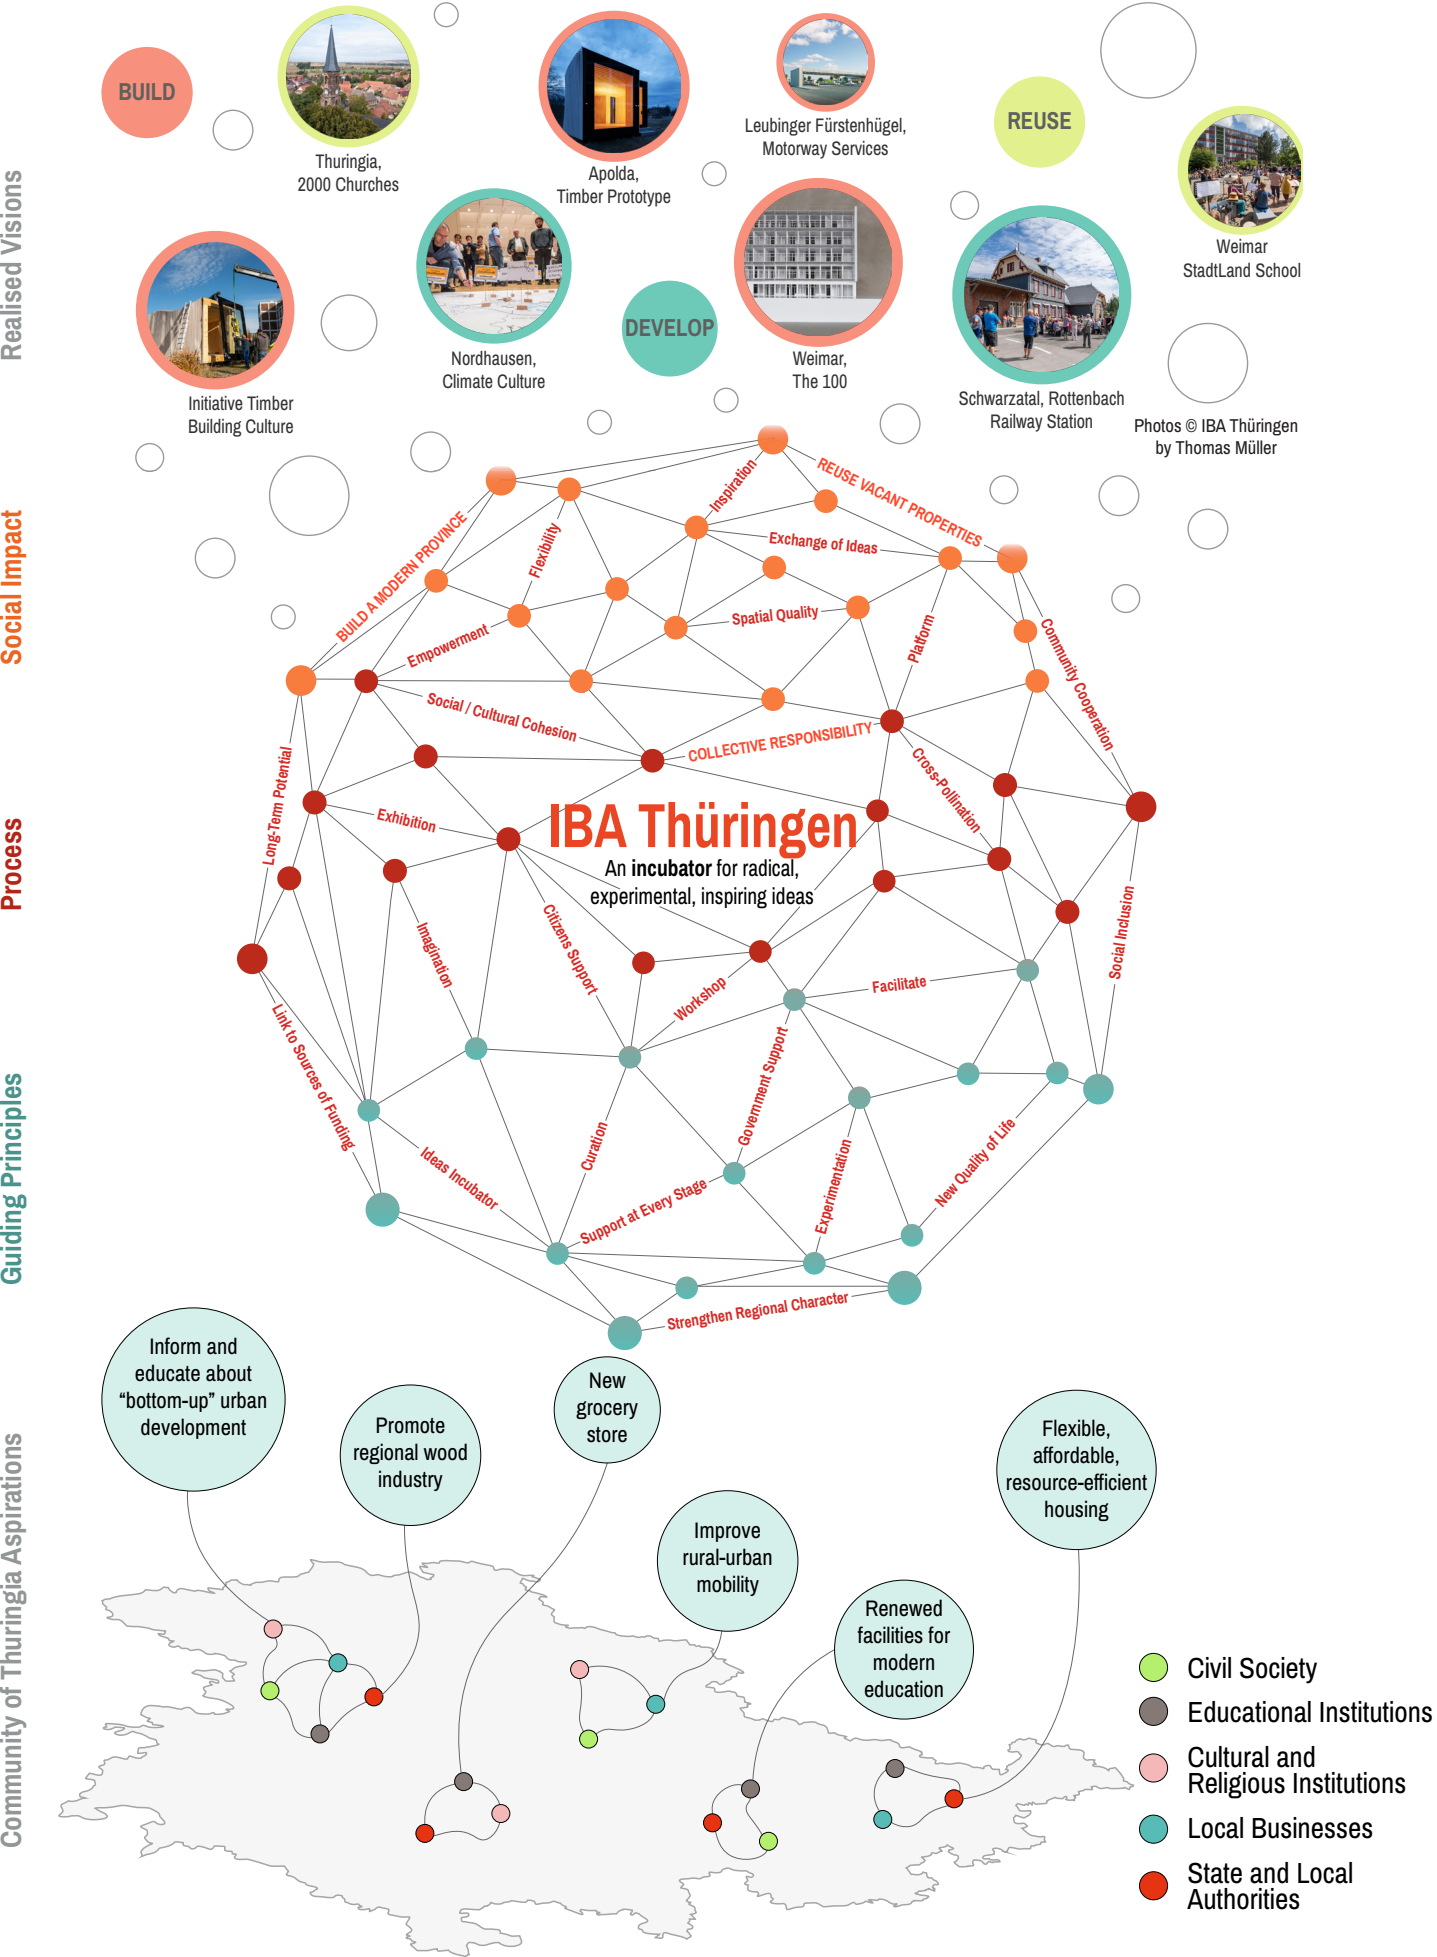 Realised Visions
BUILD
Thuringia,
2000 Churches
Apolda,
Timber Prototype
Leubinger Fürstenhügel,
Motorway Services
REUSE
Weimar
StadtLand School
Initiative Timber
Building Culture
Nordhausen,
Climate Culture
DEVELOP
Weimar,
The 100
Schwarzatal, Rottenbach
Railway Station
Photos © IBA Thüringen
by Thomas Müller
Social Impact
BUILD A MODERN PROVINCE
Flexibility
Inspiration
REUSE VACANT PROPERTIES
Exchange of Ideas
Spatial Quality
Empowerment
Platform
Community Cooperation
Social / Cultural Cohesion
COLLECTIVE RESPONSIBILITY
Process
Long-Term Potential
Exhibition
Cross-Pollination
IBA Thüringen
An incubator for radical,
experimental, inspiring ideas
Imagination
Citizens Support
Workshop
Facilitate
Social Inclusion
Guiding Principles
Link to Sources of Funding
Ideas Incubator
Curation
Government Support
Support at Every Stage
Experimentation
New Quality of Life
Strengthen Regional Character
Community of Thuringia Aspirations
Inform and
educate about
“bottom-up” urban
development
Promote
regional wood
industry
New
grocery
store
Improve
rural-urban
mobility
Renewed
facilities for
modern
education
Flexible,
affordable,
resource-efficient
housing
Civil Society
Educational Institutions
Cultural and
Religious Institutions
Local Businesses
State and Local
Authorities